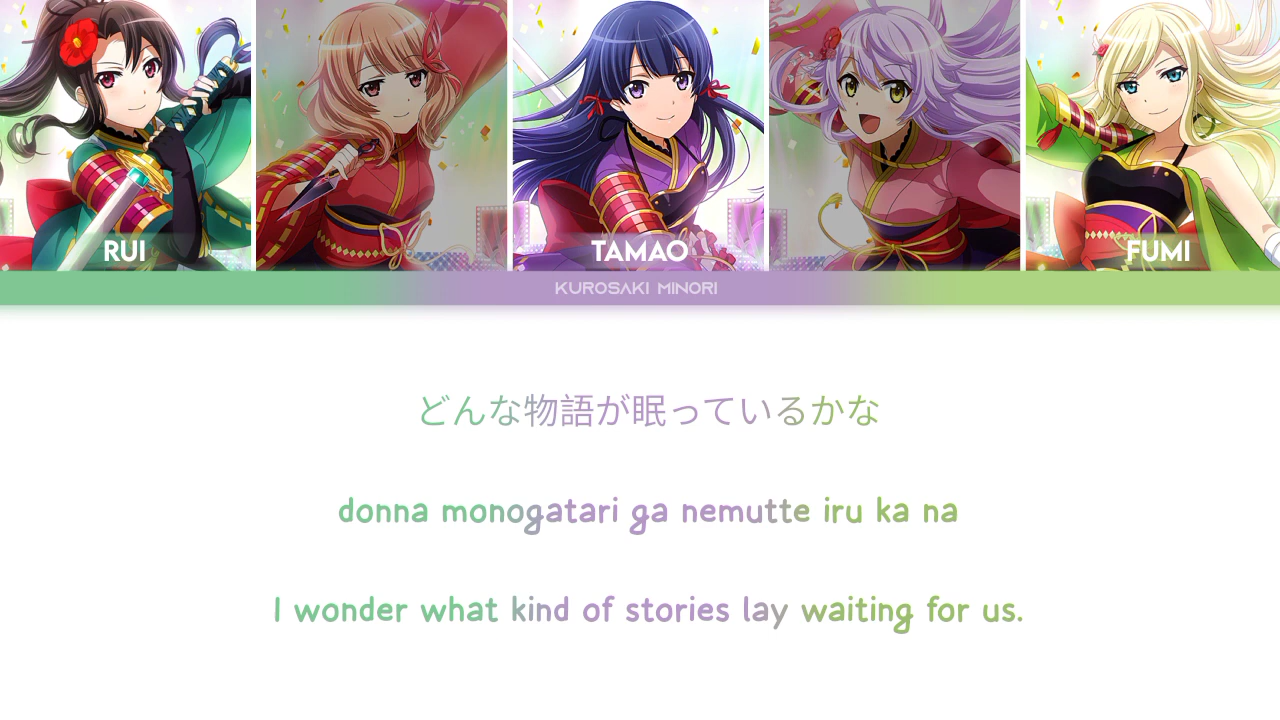 RUI TAMAO FUMI
KUROSAKI MINORI
どんな物語が眠っているかな
donna monogatari ga nemutte iru ka na
I wonder what kind of stories lay waiting for us.